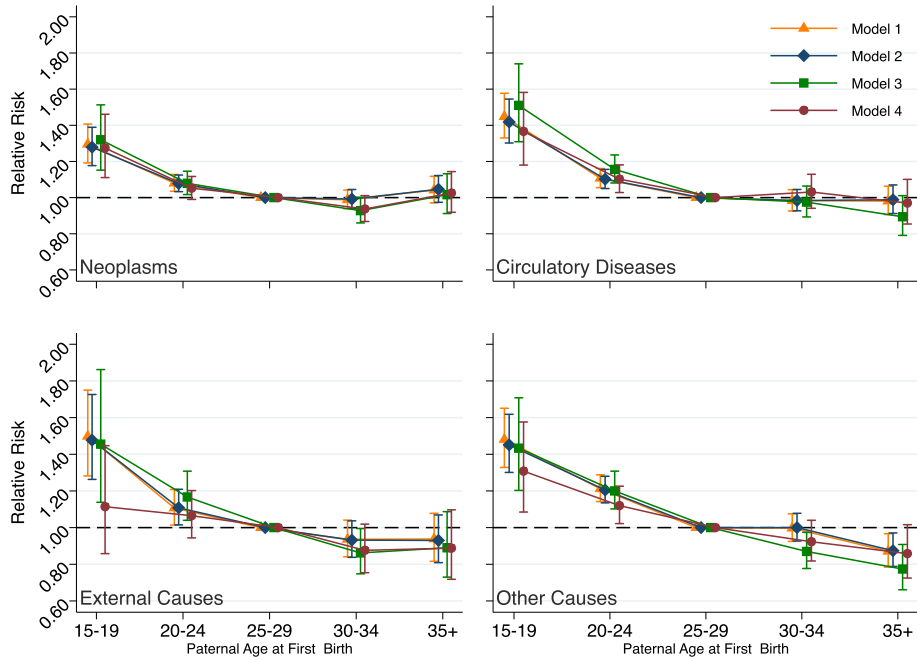 Relative Risk
2.00
1.80
1.60
1.40
1.20
1.00
0.80
0.60
Neoplasms
Model 1
Model 2
Model 3
Model 4
Circulatory Diseases
Relative Risk
2.00
1.80
1.60
1.40
1.20
1.00
0.80
0.60
External Causes
15-19 20-24 25-29 30-34 35+
Paternal Age at First Birth
Other Causes
15-19 20-24 25-29 30-34 35+
Paternal Age at First Birth